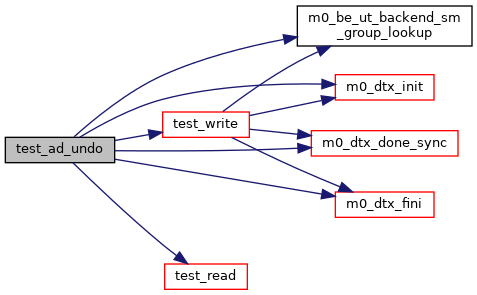 m0_be_ut_backend_sm
_group_lookup
m0_dtx_init
test_write
m0_dtx_done_sync
test_ad_undo
m0_dtx_fini
test_read